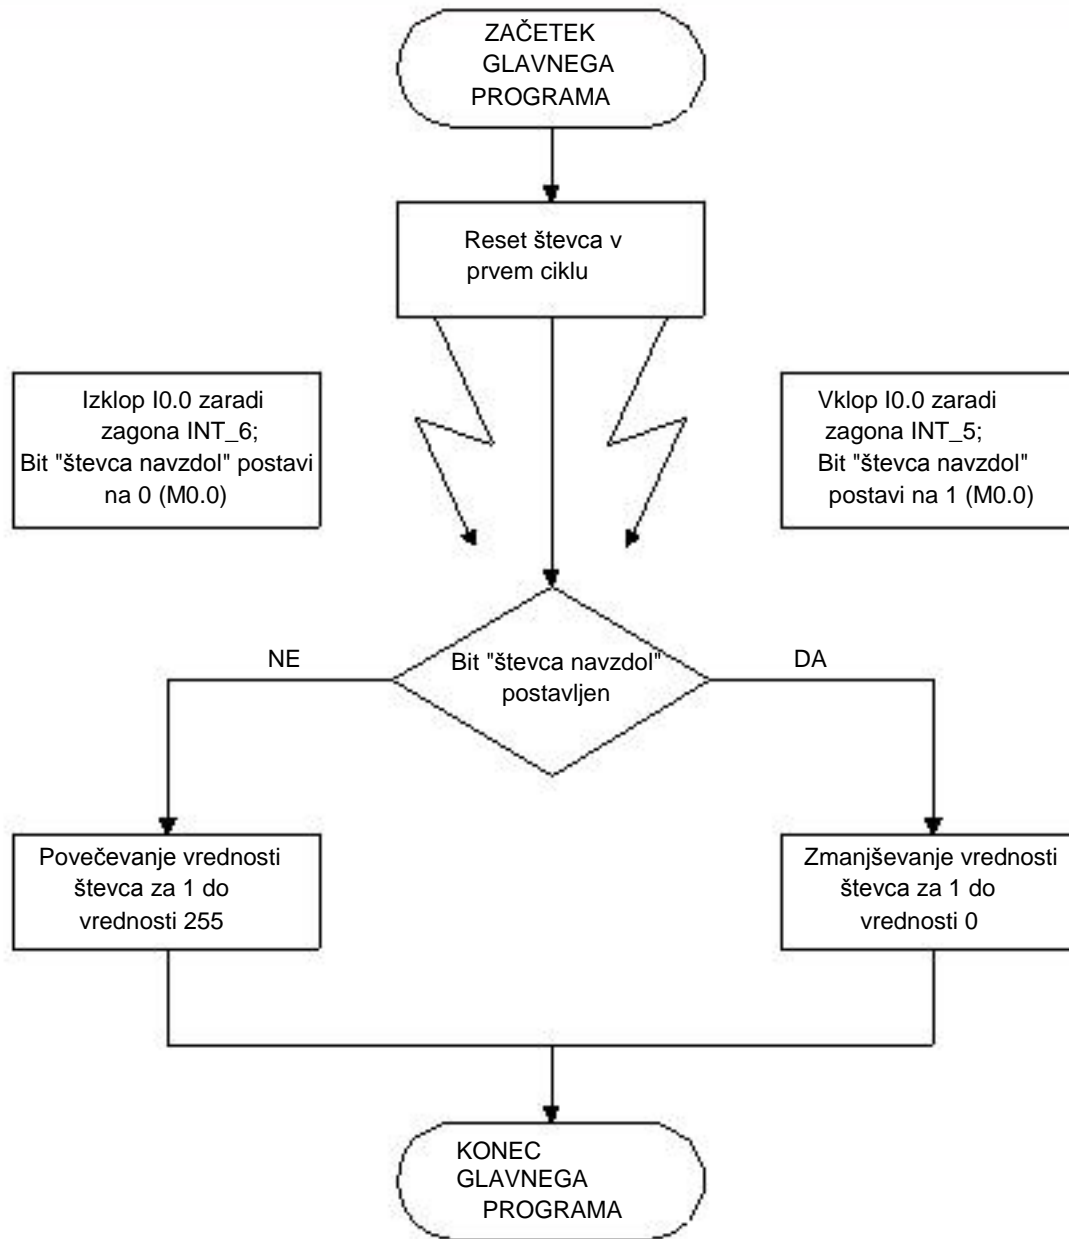 ZAČETEK
GLAVNEGA
PROGRAMA
Reset števca v
prvem ciklu
Izklop I0.0 zaradi
zagona INT_6;
Bit "števca navzdol" postavi
na 0 (M0.0)
Vklop I0.0 zaradi
zagona INT_5;
Bit "števca navzdol"
postavi na 1 (M0.0)
NE
Bit "števca navzdol"
postavljen
DA
Povečevanje vrednosti
števca za 1 do
vrednosti 255
Zmanjševanje vrednosti
števca za 1 do
vrednosti 0
KONEC
GLAVNEGA
PROGRAMA